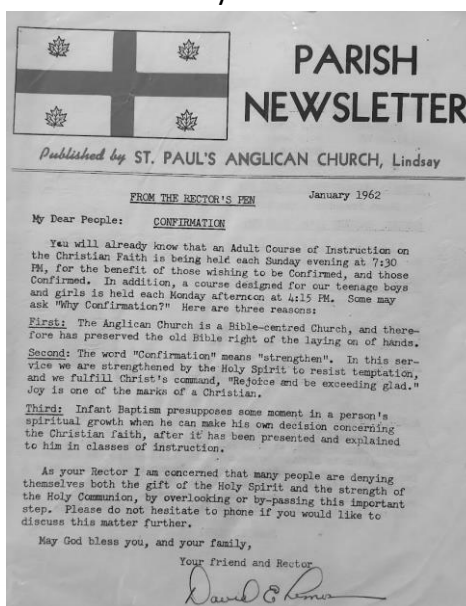 PARISH
NEWSLETTER
Published by ST. PAUL'S ANGLICAN CHURCH, Lindsay
FROM THE RECTOR'S PEN January 1962
My Dear People: CONFIRMATION
You will already know that an Adult Course of Instruction on
the Christian Faith is being held each Sunday evening at 7:30
PM, for the benefit of those wishing to be Confirmed, and those
Confirmed. In addition, a course designed for our teenage boys
and girls is held each Monday afternoon at 4:15 PM. Some may
ask "Why Confirmation?" Here are three reasons:
First: The Anglican Church is a Bible-centred Church, and there-
fore has preserved the old Bible right of the laying on of hands.
Second: The word "Confirmation" means "strengthen". In this ser-
vice we are strengthened by the Holy Spirit to resist temptation,
and we fulfill Christ's command, "Rejoice and be exceeding glad."
Joy is one of the marks of a Christian.
Third: Infant Baptism presupposes some moment in a person's
spiritual growth when he can make his own decision concerning
the Christian faith, after it has been presented and explained
to him in classes of instruction.
As your Rector I am concerned that many people are denying
themselves both the gift of the Holy Spirit and the strength of
the Holy Communion, by overlooking or by-passing this important
step. Please do not hesitate to phone if you would like to
discuss this matter further.
May God bless you, and your family,
Your friend and Rector
David E